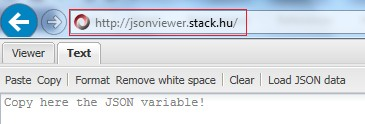 http://jsonviewer.stack.hu/
Viewer Text
Paste Copy Format Remove white space Clear Load JSON data
Copy here the JSON variable!